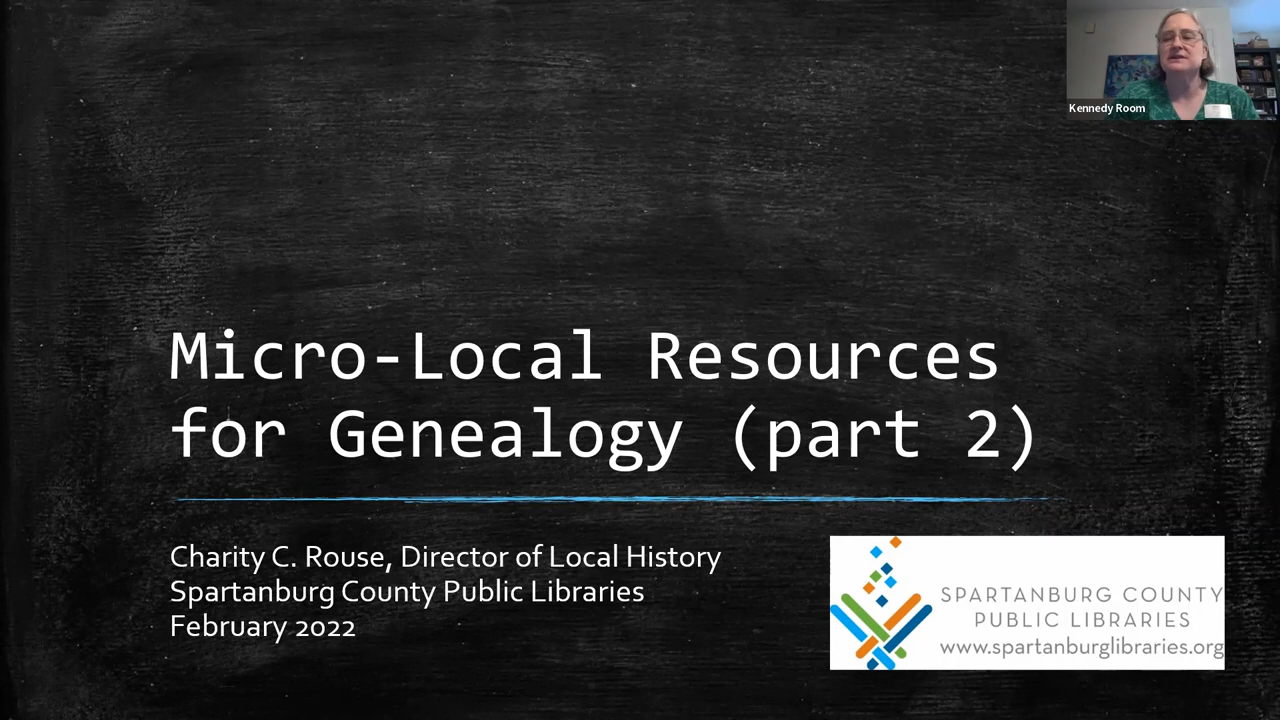 Kennedy Room
Micro-Local Resources
for Genealogy (part 2)
Charity C. Rouse, Director of Local History
Spartanburg County Public Libraries
February 2022
SPARTANBURG COUNTY
PUBLIC LIBRARIES
www.spartanburglibraries.org